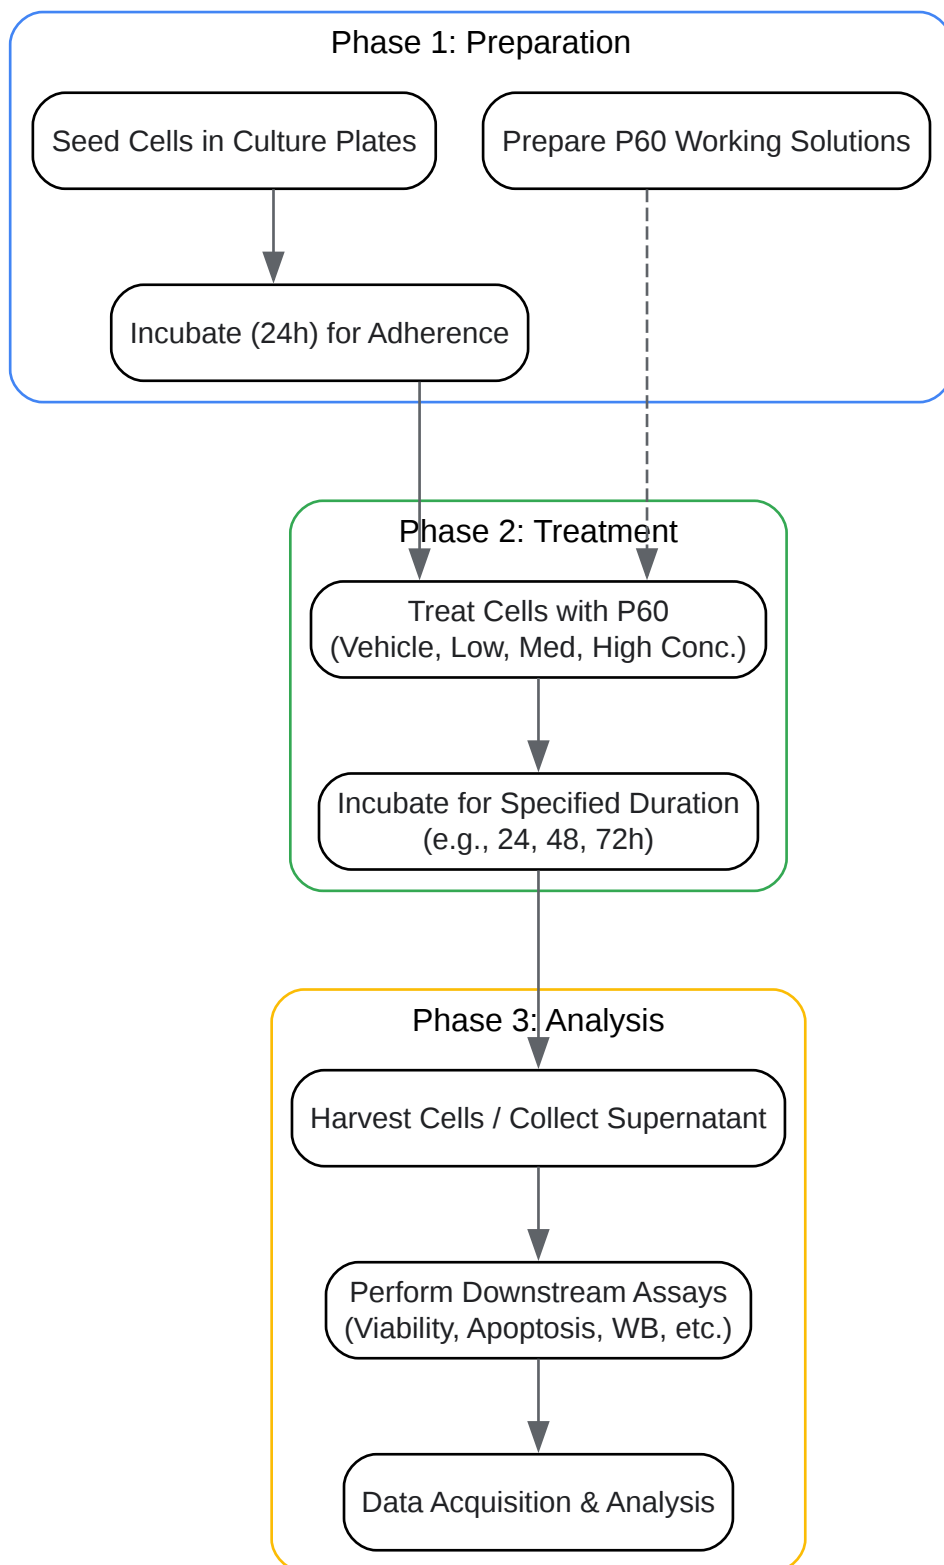 Phase 1: Preparation
Seed Cells in Culture Plates
Prepare P60 Working Solutions
Incubate (24h) for Adherence
Phase 2: Treatment
Treat Cells with P60
(Vehicle, Low, Med, High Conc.)
Incubate for Specified Duration
(e.g., 24, 48, 72h)
Phase 3: Analysis
Harvest Cells / Collect Supernatant
Perform Downstream Assays
(Viability, Apoptosis, WB, etc.)
Data Acquisition & Analysis